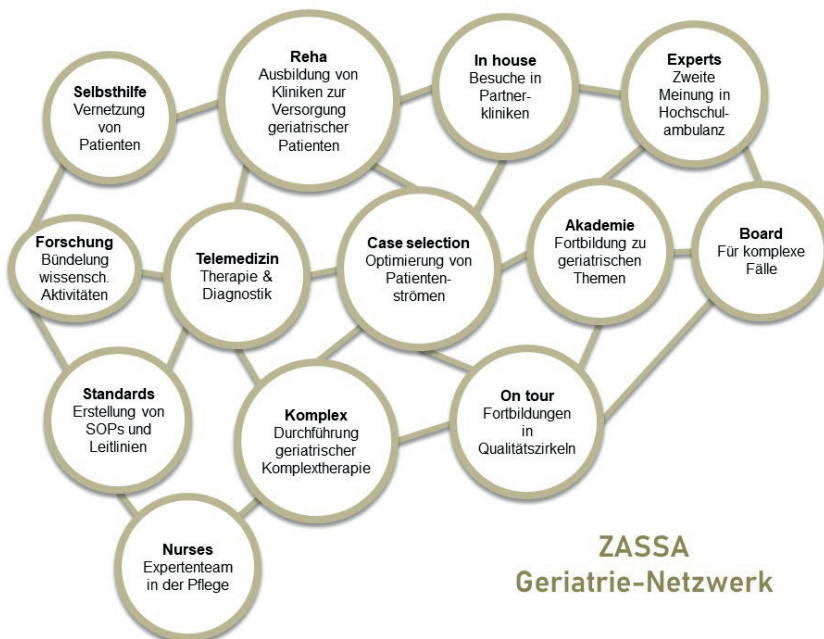 Selbsthilfe
Vernetzung
von
Patienten
Reha
Ausbildung von
Kliniken zur
Versorgung
geriatrischer
Patienten
In house
Besuche in
Partner-
kliniken
Experts
Zweite
Meinung in
Hochschul-
ambulanz
Forschung
Bündelung
wissensch.
Aktivitäten
Telemedizin
Therapie &
Diagnostik
Case selection
Optimierung von
Patienten-
strömen
Akademie
Fortbildung zu
geriatrischen
Themen
Board
Für komplexe
Fälle
Standards
Erstellung von
SOPs und
Leitlinien
Komplex
Durchführung
geriatrischer
Komplextherapie
On tour
Fortbildungen
in
Qualitätszirkeln
Nurses
Expertenteam
in der Pflege
ZASSA
Geriatrie-Netzwerk